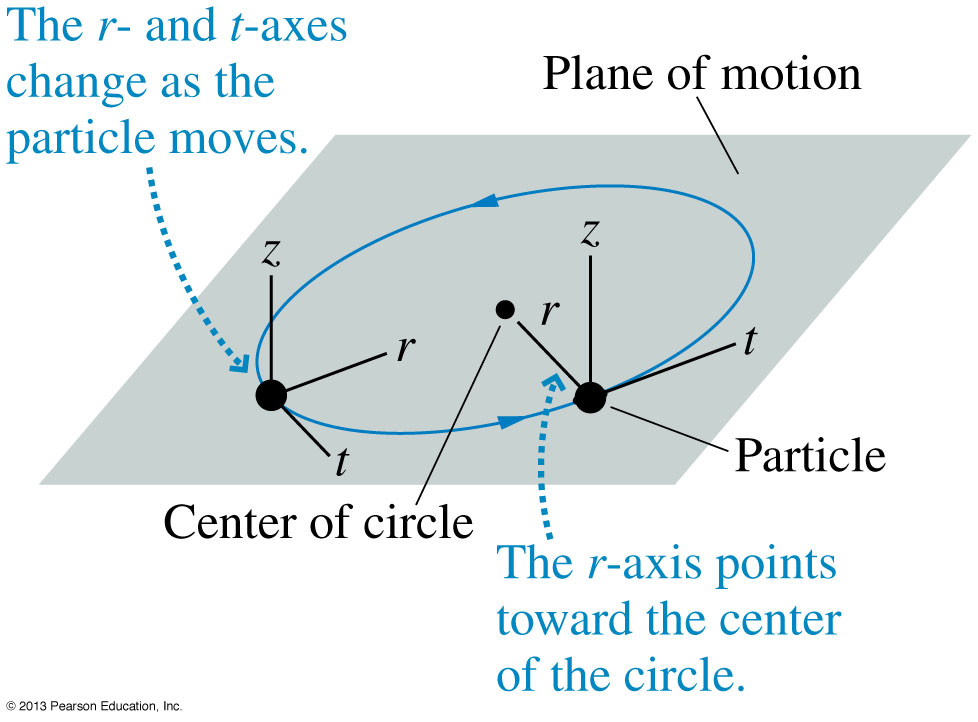 The r- and t-axes
change as the
particle moves.
Plane of motion
z
z
r
t
r
t
Particle
Center of circle
The r-axis points
toward the center
of the circle.
© 2013 Pearson Education, Inc.